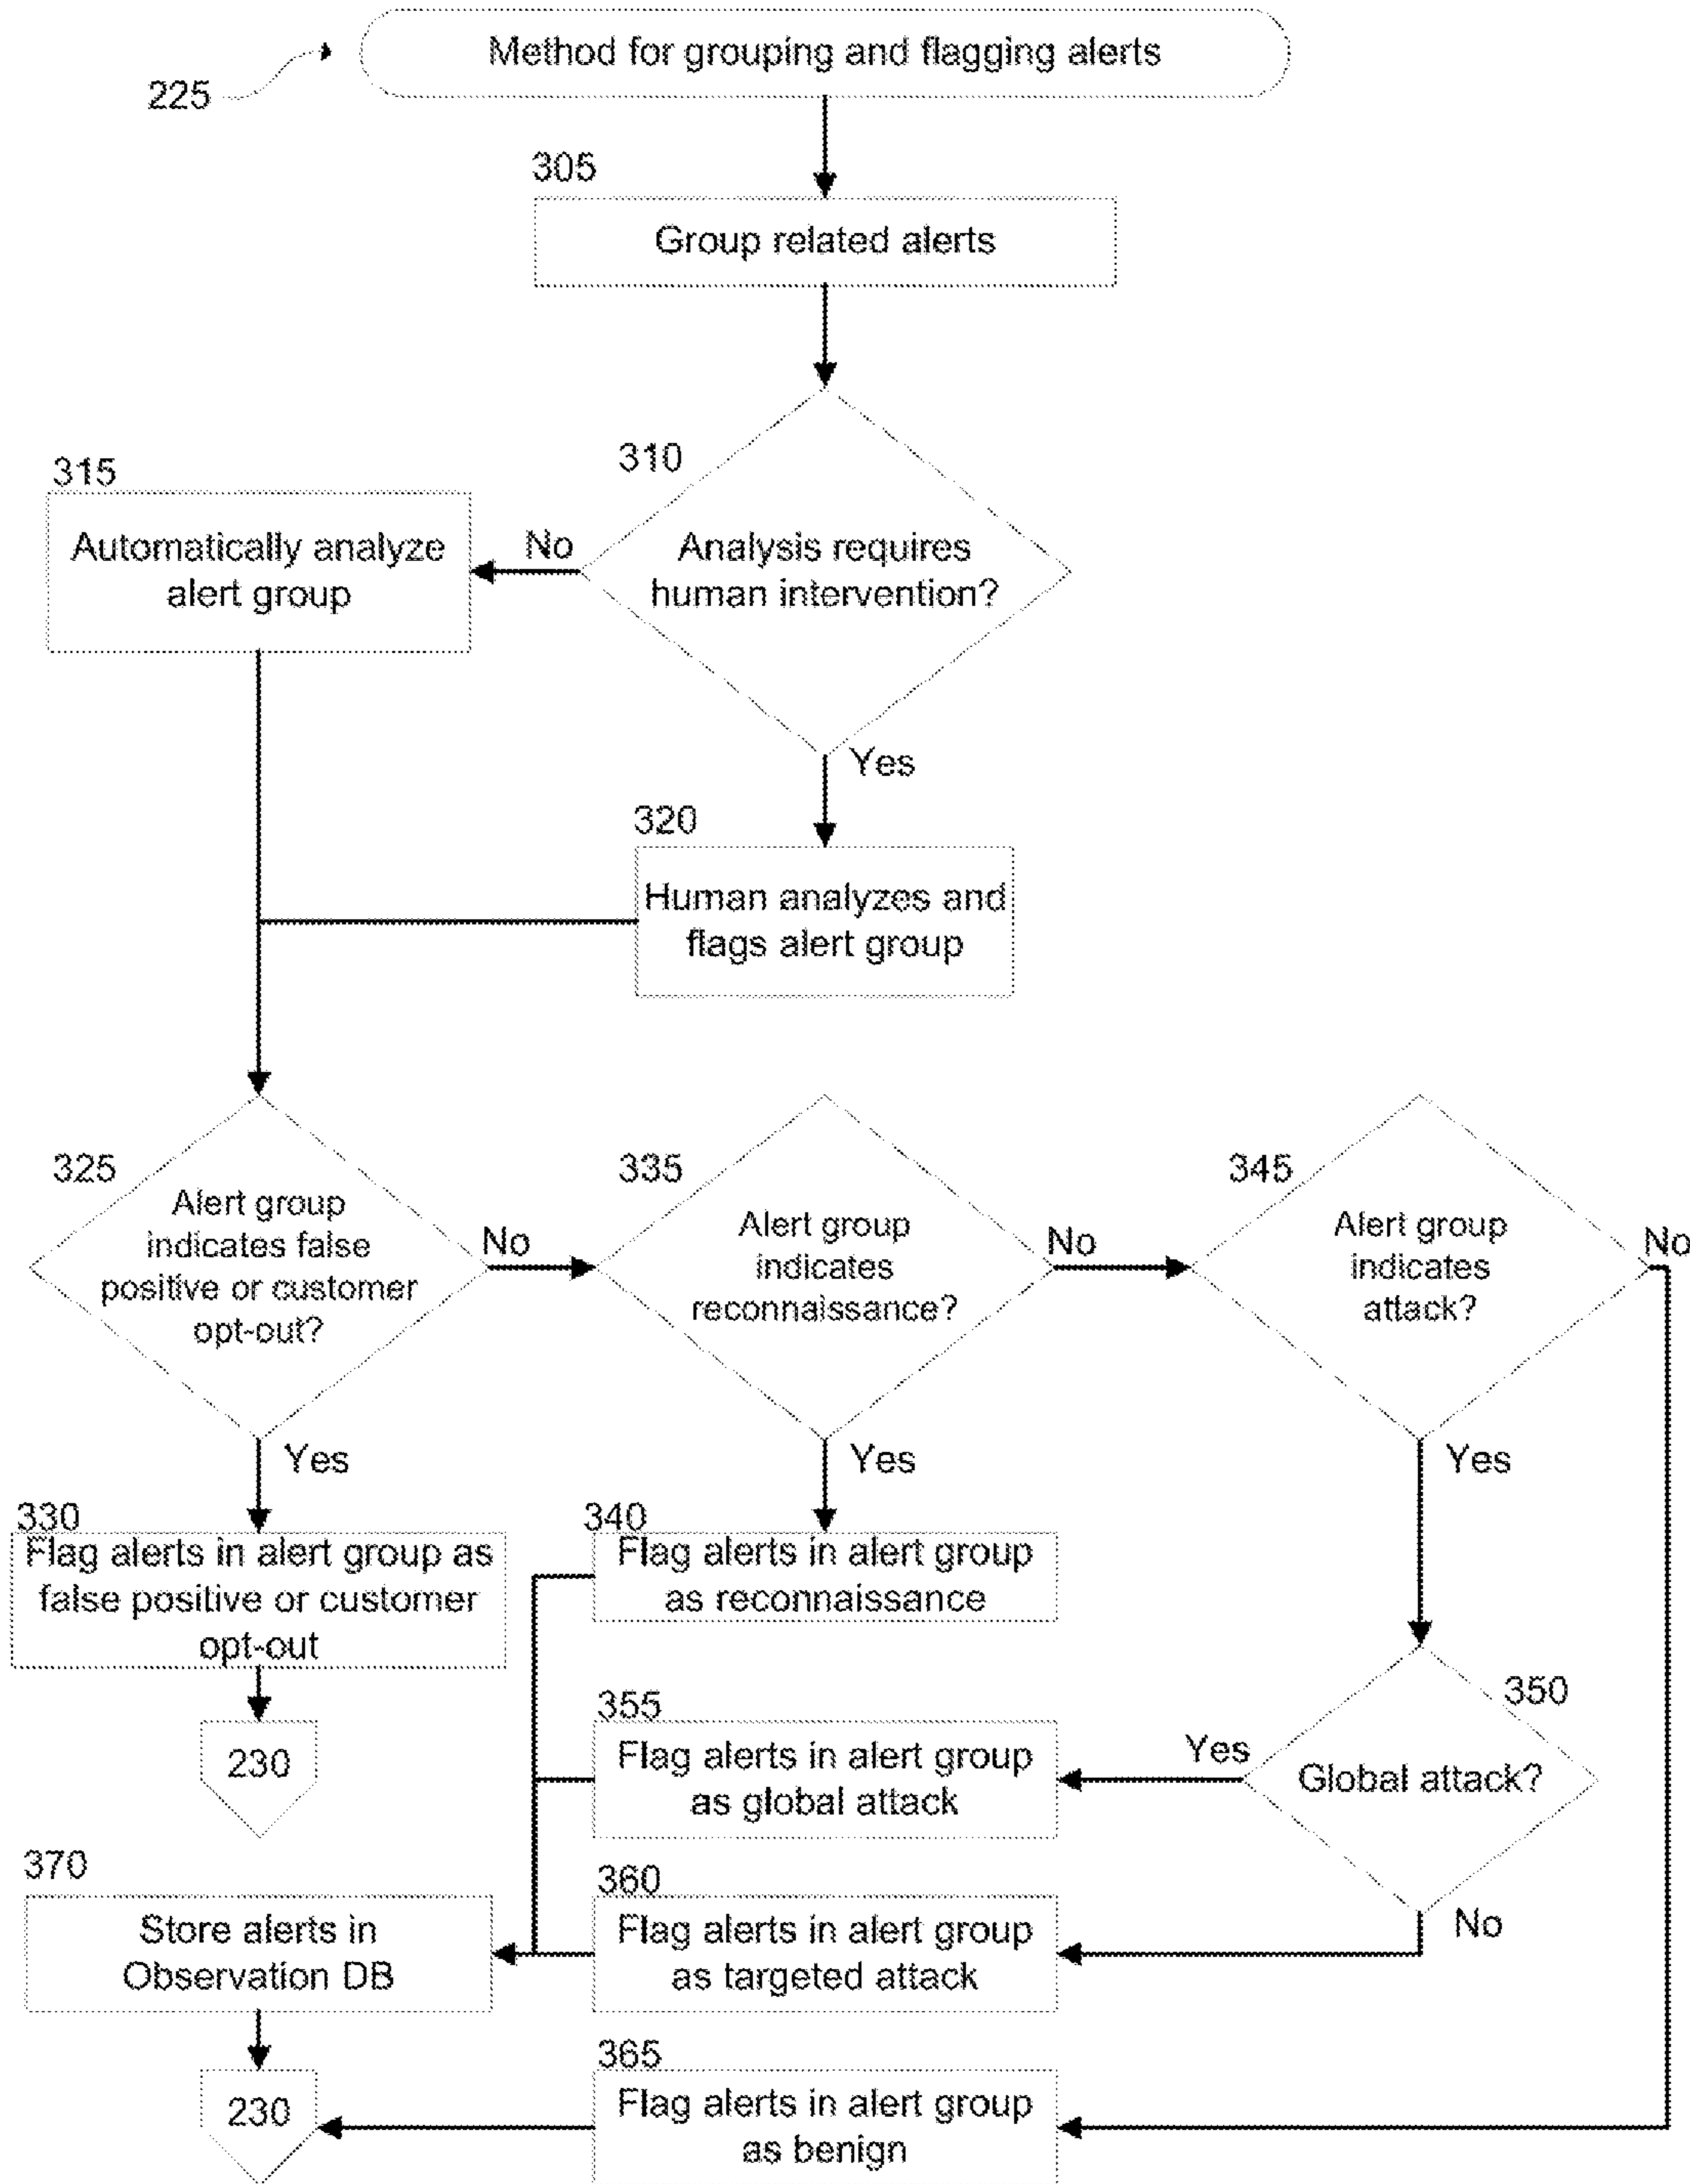 Method for grouping and flagging alerts
225
305
Group related alerts
310
Analysis requires
human intervention?
No
315
Automatically analyze
alert group
Yes
320
Human analyzes and
flags alert group
325
Alert group
indicates false
positive or customer
opt-out?
No
335
Alert group
indicates
reconnaissance?
No
345
Alert group
indicates
attack?
No
Yes
Yes
Yes
330
Flag alerts in alert group as
false positive or customer
opt-out
230
340
Flag alerts in alert group
as reconnaissance
350
Global attack?
Yes
355
Flag alerts in alert group
as global attack
No
360
Flag alerts in alert group
as targeted attack
370
Store alerts in
Observation DB
230
365
Flag alerts in alert group
as benign